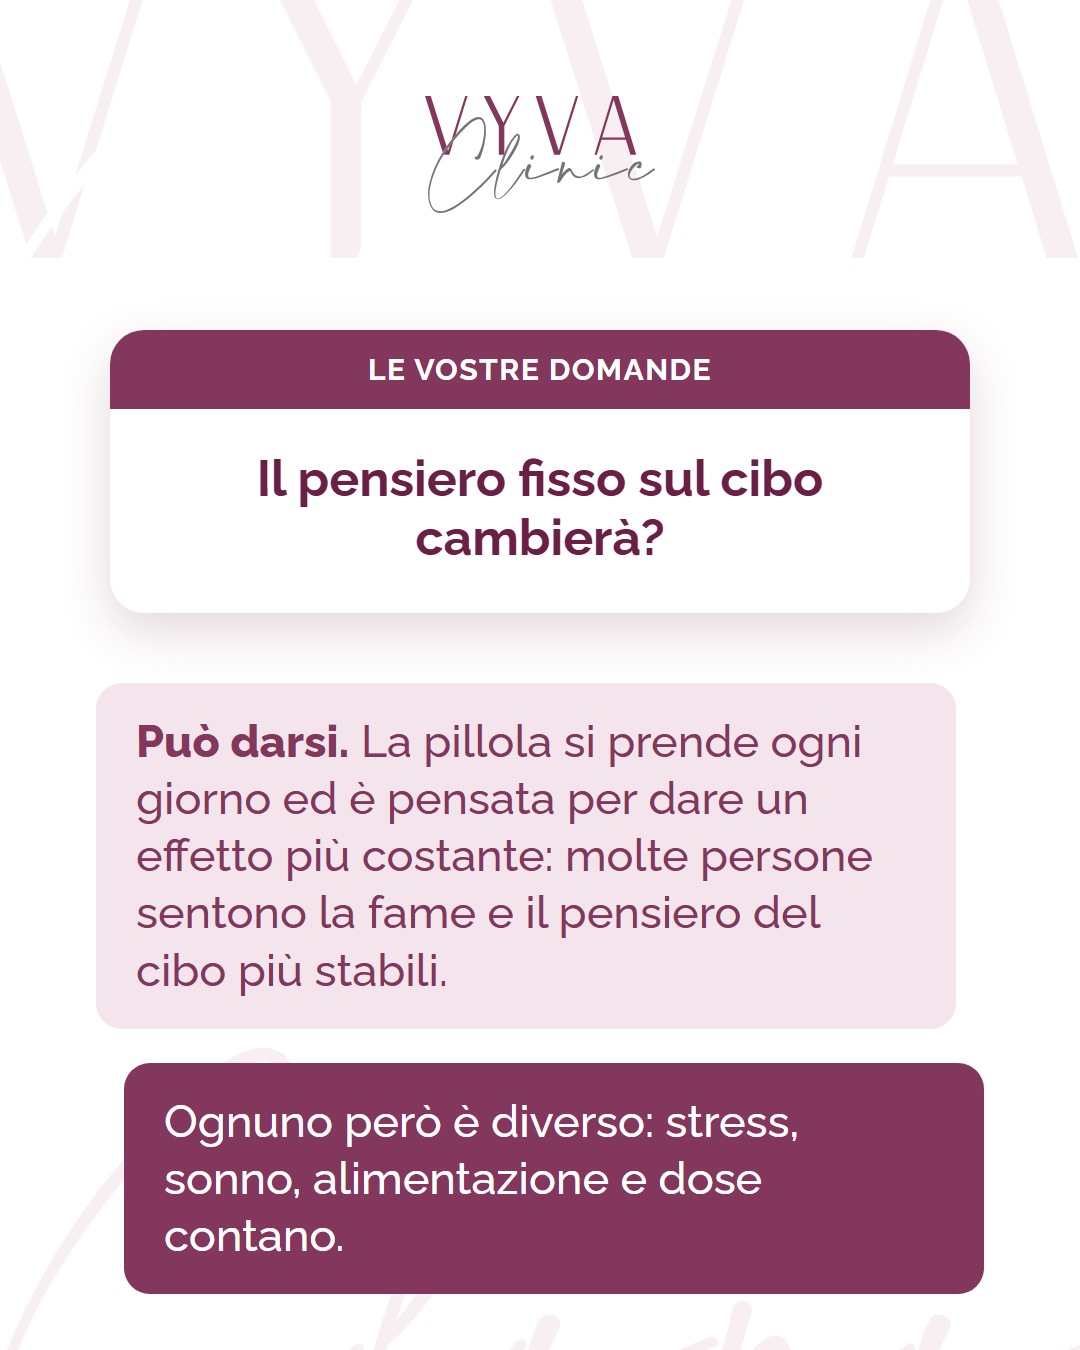 VYVA
Clinic
LE VOSTRE DOMANDE
Il pensiero fisso sul cibo
cambierà?
Può darsi. La pillola si prende ogni
giorno ed è pensata per dare un
effetto più costante: molte persone
sentono la fame e il pensiero del
cibo più stabili.
Ognuno però è diverso: stress,
sonno, alimentazione e dose
contano.